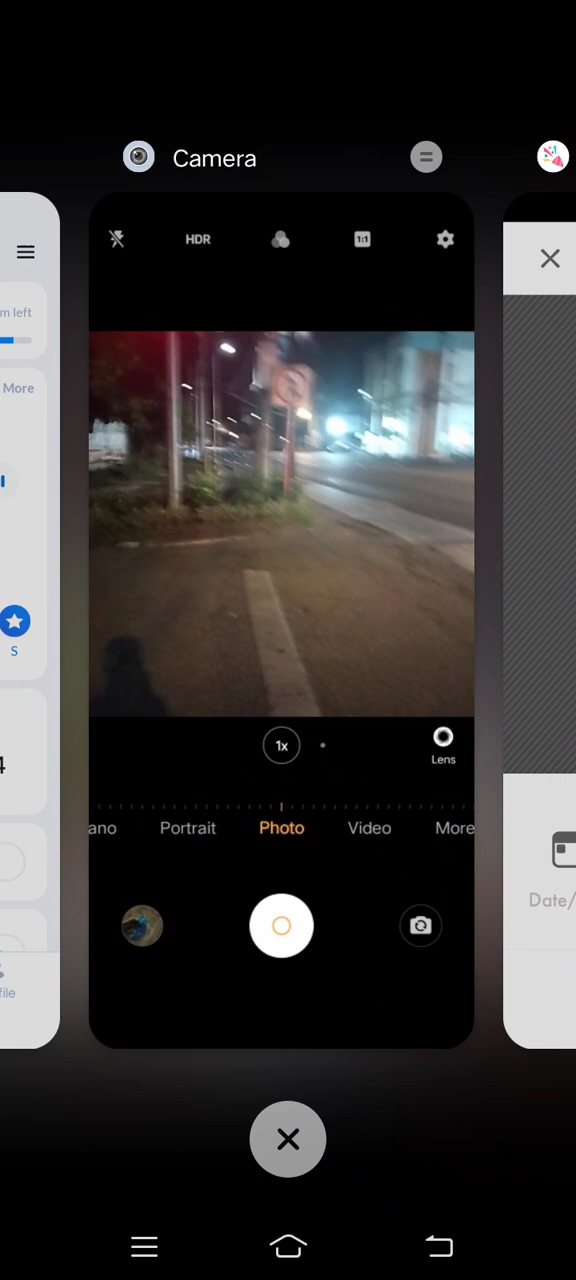 Camera
HDR
1:1
m left
More
S
4
1x
Lens
ano Portrait Photo Video More
Date/
file